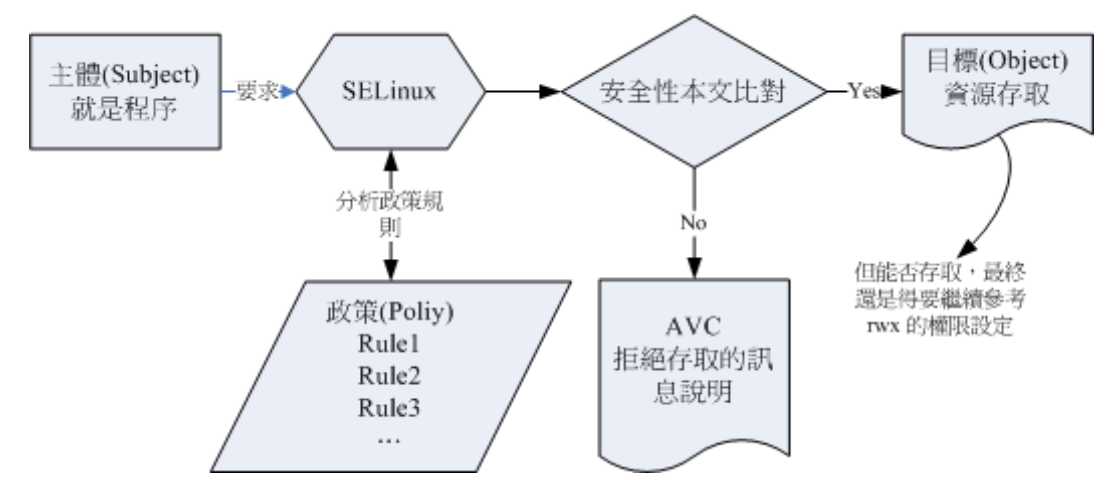 主體(Subject)
就是程序
要求
SELinux
安全性本文比對
Yes
目標(Object)
資源存取
分析政策規
則
No
但能否存取，最終
還是得要繼續參考
rwx 的權限設定
政策(Poliy)
Rule1
Rule2
Rule3
…
AVC
拒絕存取的訊
息說明